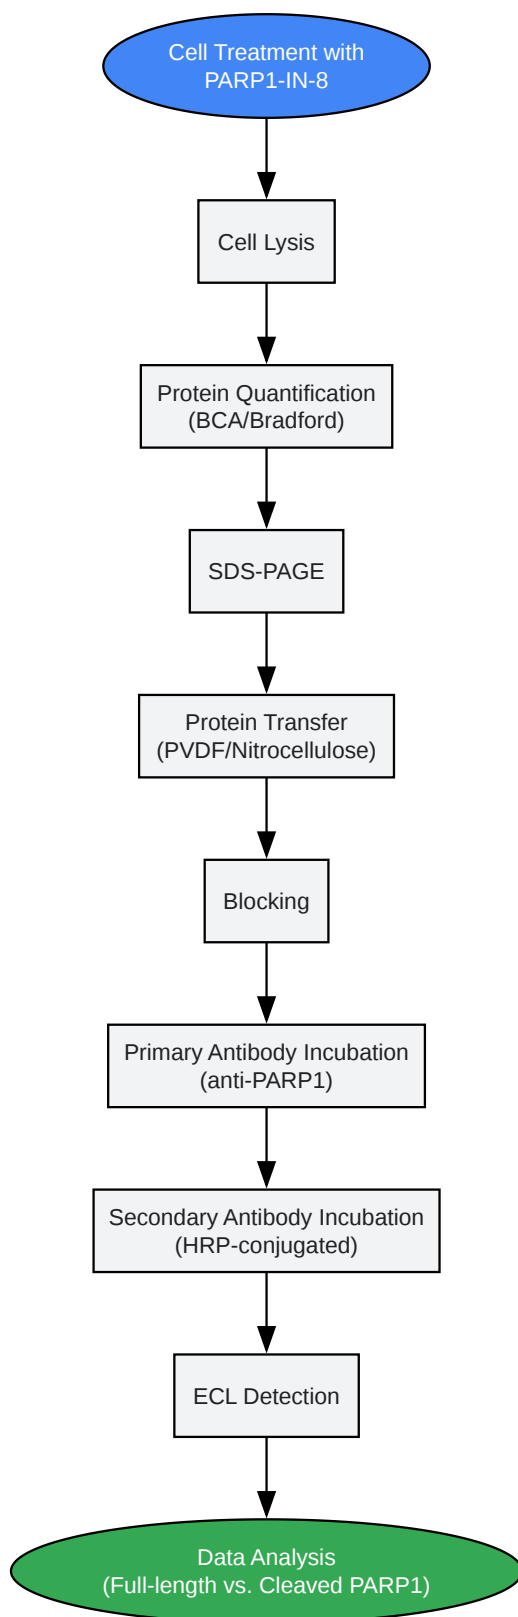 Cell Treatment with
PARP1-IN-8
Cell Lysis
Protein Quantification
(BCA/Bradford)
SDS-PAGE
Protein Transfer
(PVDF/Nitrocellulose)
Blocking
Primary Antibody Incubation
(anti-PARP1)
Secondary Antibody Incubation
(HRP-conjugated)
ECL Detection
Data Analysis
(Full-length vs. Cleaved PARP1)